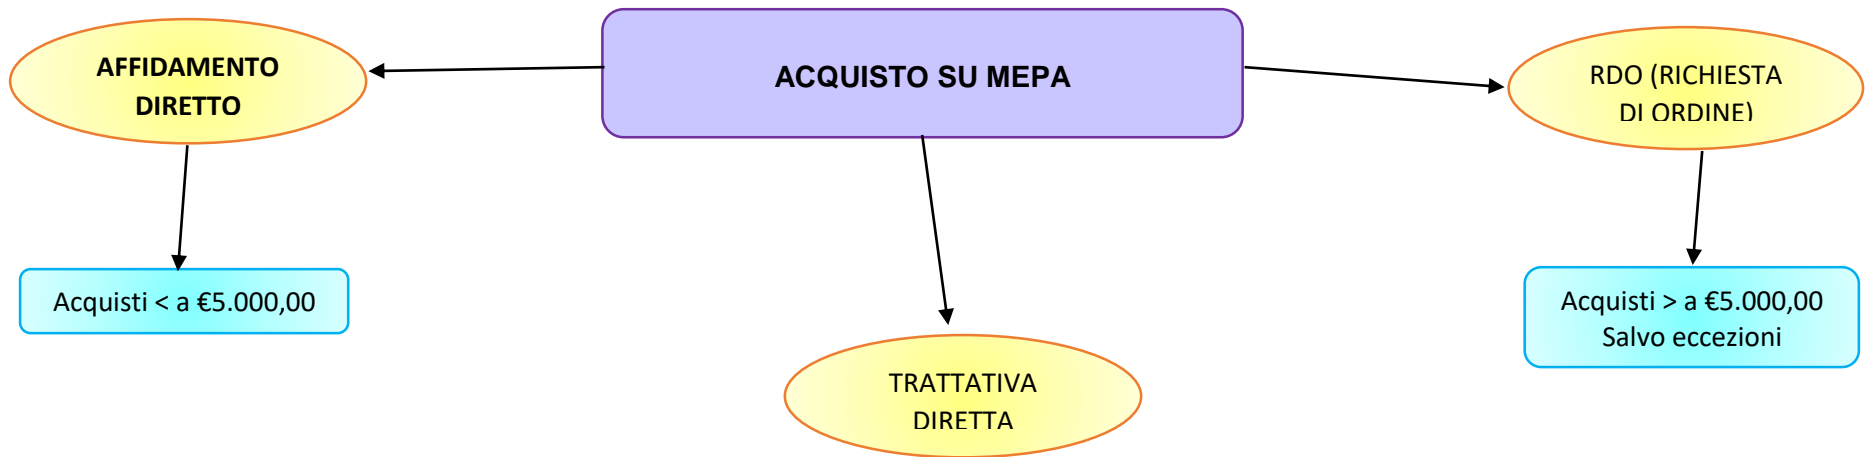 ACQUISTO SU MEPA
AFFIDAMENTO
DIRETTO
RDO (RICHIESTA
DI ORDINE)
Acquisti < a €5.000,00
Acquisti > a €5.000,00
Salvo eccezioni
TRATTATIVA
DIRETTA